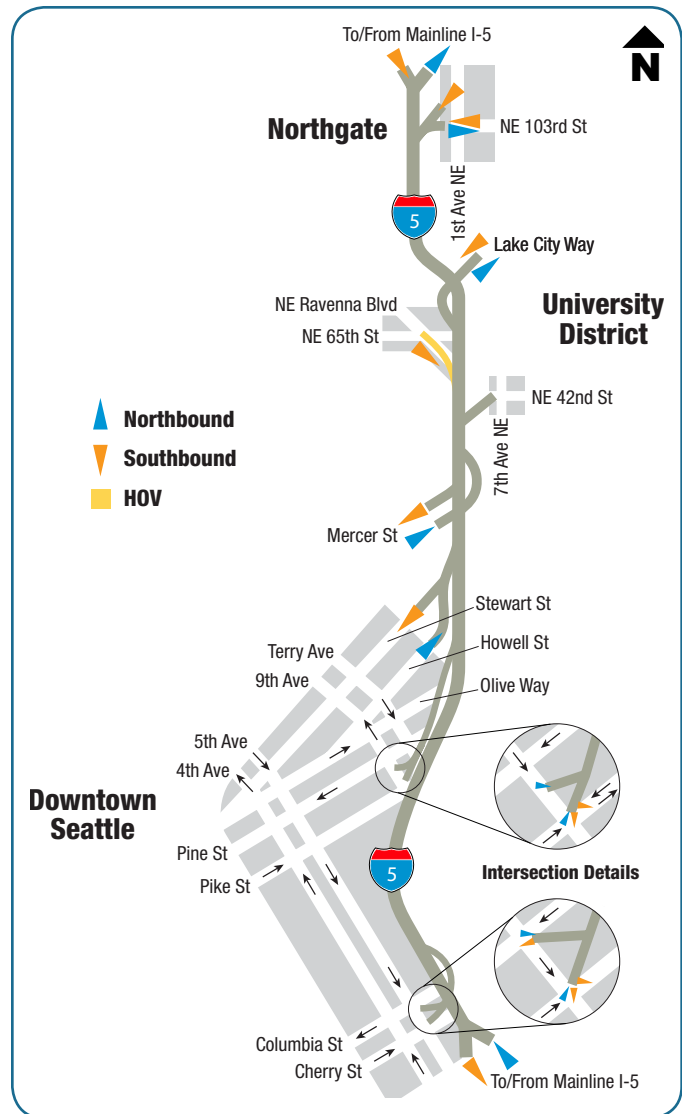 To/From Mainline I-5
N
Northgate
NE 103rd St
1st Ave NE
5
Lake City Way
NE Ravenna Blvd
NE 65th St
University
District
NE 42nd St
7th Ave NE
Northbound
Southbound
HOV
Mercer St
Stewart St
Howell St
Olive Way
Terry Ave
9th Ave
5th Ave
4th Ave
Downtown
Seattle
Pine St
Pike St
5
Intersection Details
Columbia St
Cherry St
To/From Mainline I-5